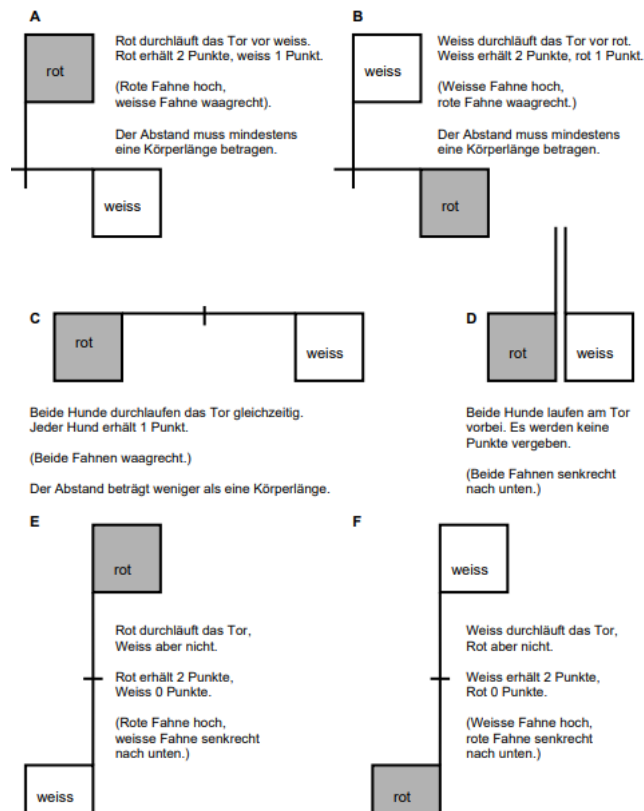 A
rot
Rot durchläuft das Tor vor weiss.
Rot erhält 2 Punkte, weiss 1 Punkt.
(Rote Fahne hoch,
weisse Fahne waagrecht).
Der Abstand muss mindestens
eine Körperlänge betragen.
weiss
B
weiss
Weiss durchläuft das Tor vor rot.
Weiss erhält 2 Punkte, rot 1 Punkt.
(Weisse Fahne hoch,
rote Fahne waagrecht.)
Der Abstand muss mindestens
eine Körperlänge betragen.
rot
C
rot
weiss
Beide Hunde durchlaufen das Tor gleichzeitig.
Jeder Hund erhält 1 Punkt.
(Beide Fahnen waagrecht.)
Der Abstand beträgt weniger als eine Körperlänge.
D
rot
weiss
Beide Hunde laufen am Tor
vorbei. Es werden keine
Punkte vergeben.
(Beide Fahnen senkrecht
nach unten.)
E
rot
Rot durchläuft das Tor,
Weiss aber nicht.
Rot erhält 2 Punkte,
Weiss 0 Punkte.
(Rote Fahne hoch,
weisse Fahne senkrecht
nach unten.)
weiss
F
weiss
Weiss durchläuft das Tor,
Rot aber nicht.
Weiss erhält 2 Punkte,
Rot 0 Punkte.
(Weisse Fahne hoch,
rote Fahne senkrecht
nach unten.)
rot